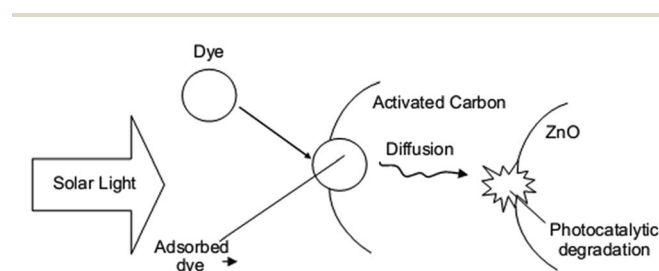 Dye
Activated Carbon
ZnO
Diffusion
Solar Light
Photocatalytic
degradation
Adsorbed
dye